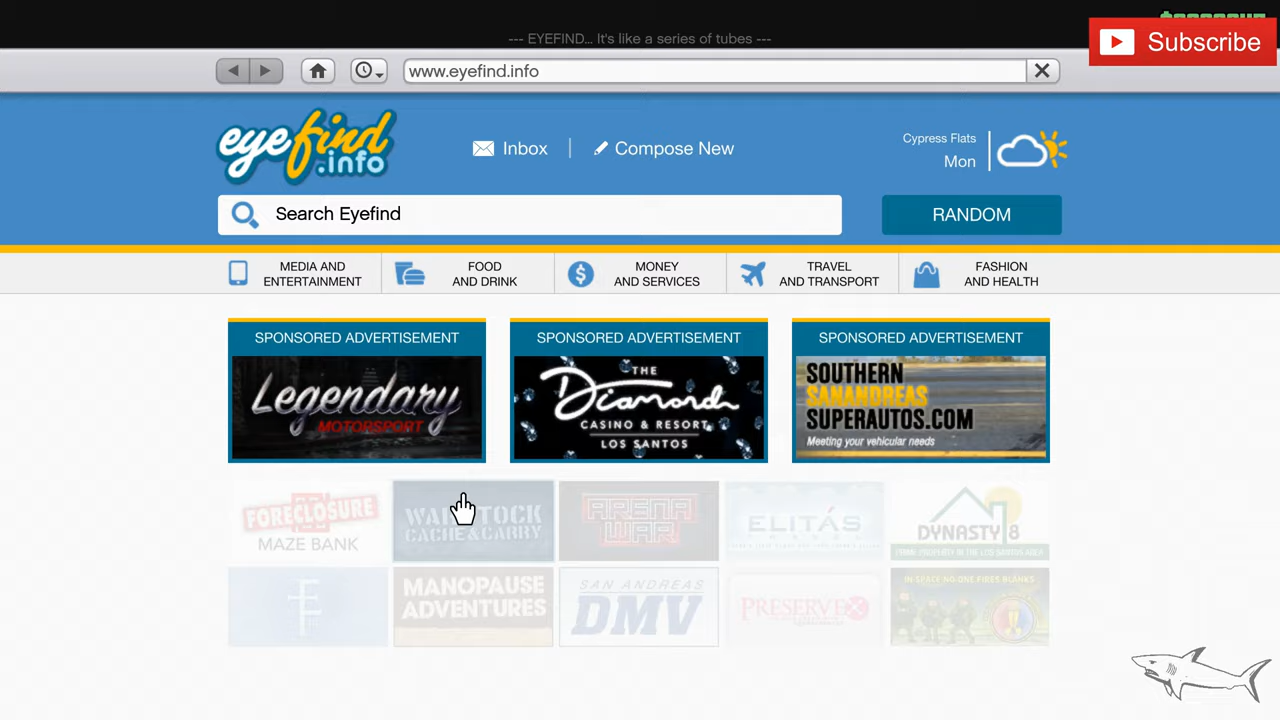 --- EYEFIND... It's like a series of tubes ---
Subscribe
www.eyefind.info
eyefind
.info
Inbox
Compose New
Cypress Flats
Mon
Search Eyefind
RANDOM
MEDIA AND
ENTERTAINMENT
FOOD
AND DRINK
MONEY
AND SERVICES
TRAVEL
AND TRANSPORT
FASHION
AND HEALTH
SPONSORED ADVERTISEMENT
Legendary
MOTORSPORT
SPONSORED ADVERTISEMENT
THE
Diamond
CASINO & RESORT
LOS SANTOS
SPONSORED ADVERTISEMENT
SOUTHERN
SANANDREAS
SUPERAUTOS.COM
Meeting your vehicular needs
FORECLOSURE
MAZE BANK
WARSTOCK
CACHE & CARRY
ARENA
WAR
ELITÁS
DYNASTY 8
MANOPAUSE
ADVENTURES
SAN ANDREAS
DMV
PRESERVEX
IN SPACE NO ONE FIRES BLANKS